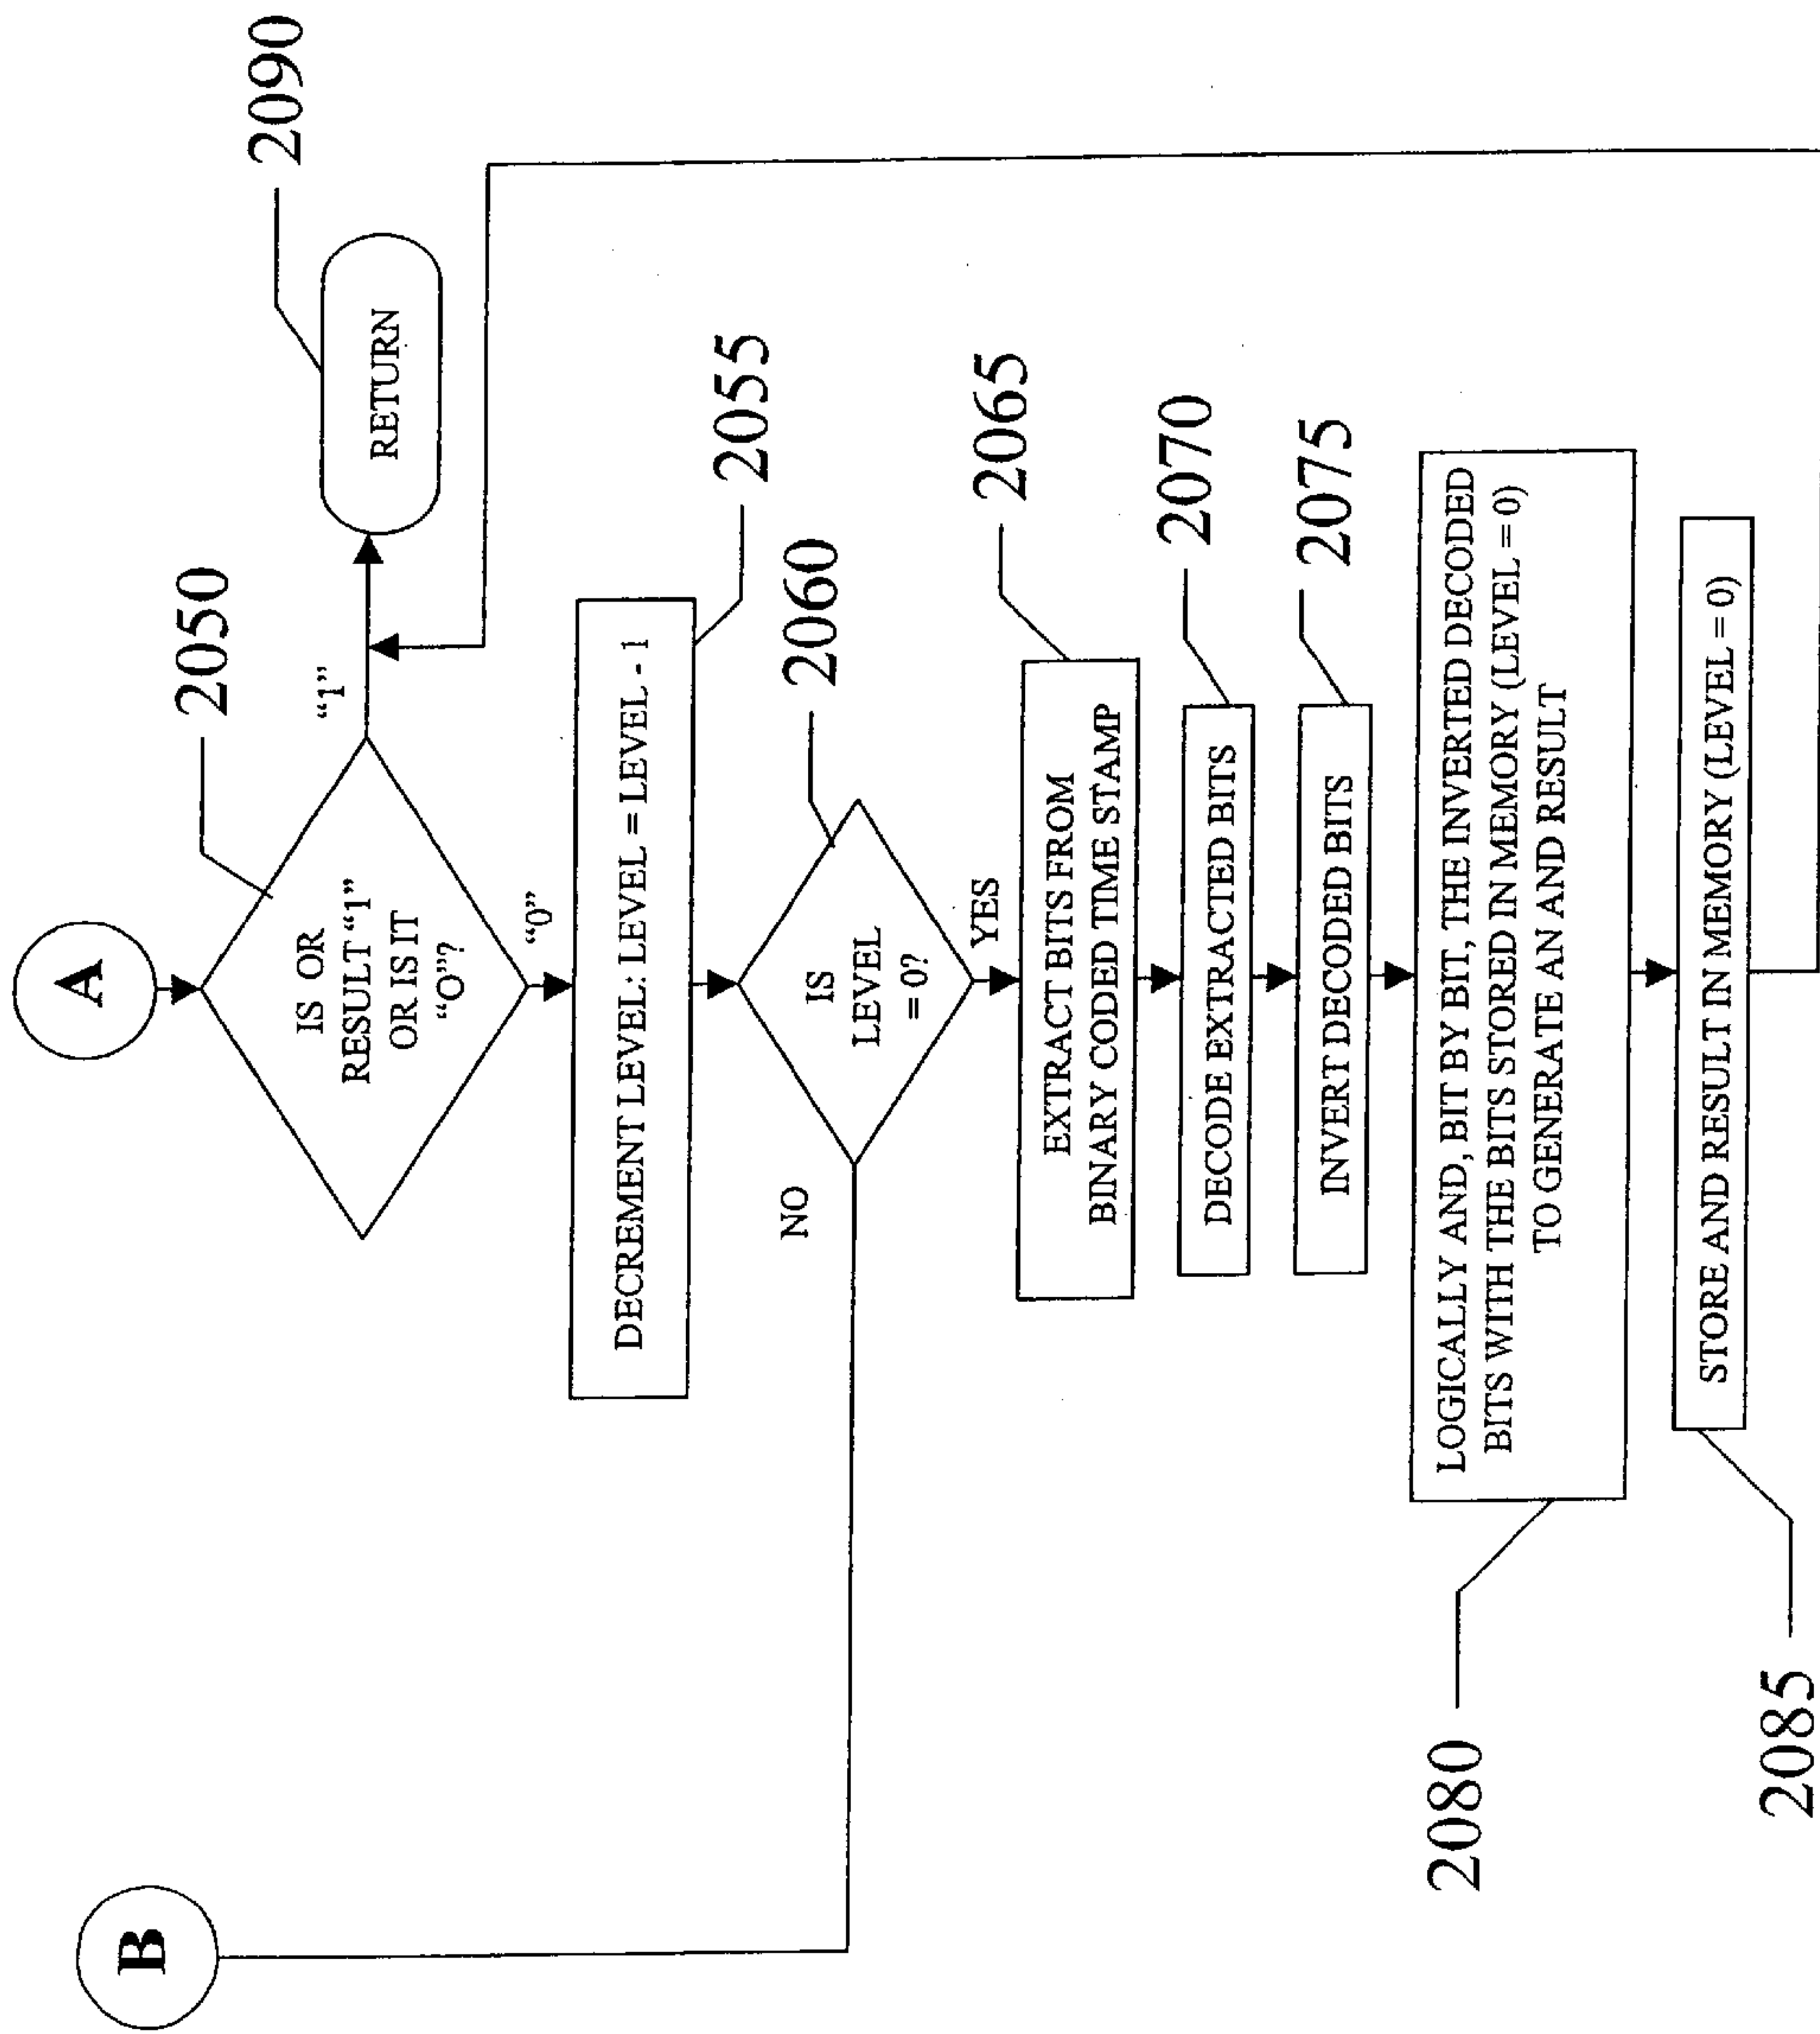 A
B
2050
IS OR
RESULT "1"
OR IS IT
"O"?
"1"
RETURN
2090
"0"
DECREMENT LEVEL: LEVEL = LEVEL - 1
2055
IS
LEVEL
= 0?
2060
NO
YES
EXTRACT BITS FROM
BINARY CODED TIME STAMP
2065
DECODE EXTRACTED BITS
2070
INVERT DECODED BITS
2075
LOGICALLY AND, BIT BY BIT, THE INVERTED DECODED
BITS WITH THE BITS STORED IN MEMORY (LEVEL = 0)
TO GENERATE AN AND RESULT
2080
STORE AND RESULT IN MEMORY (LEVEL = 0)
2085